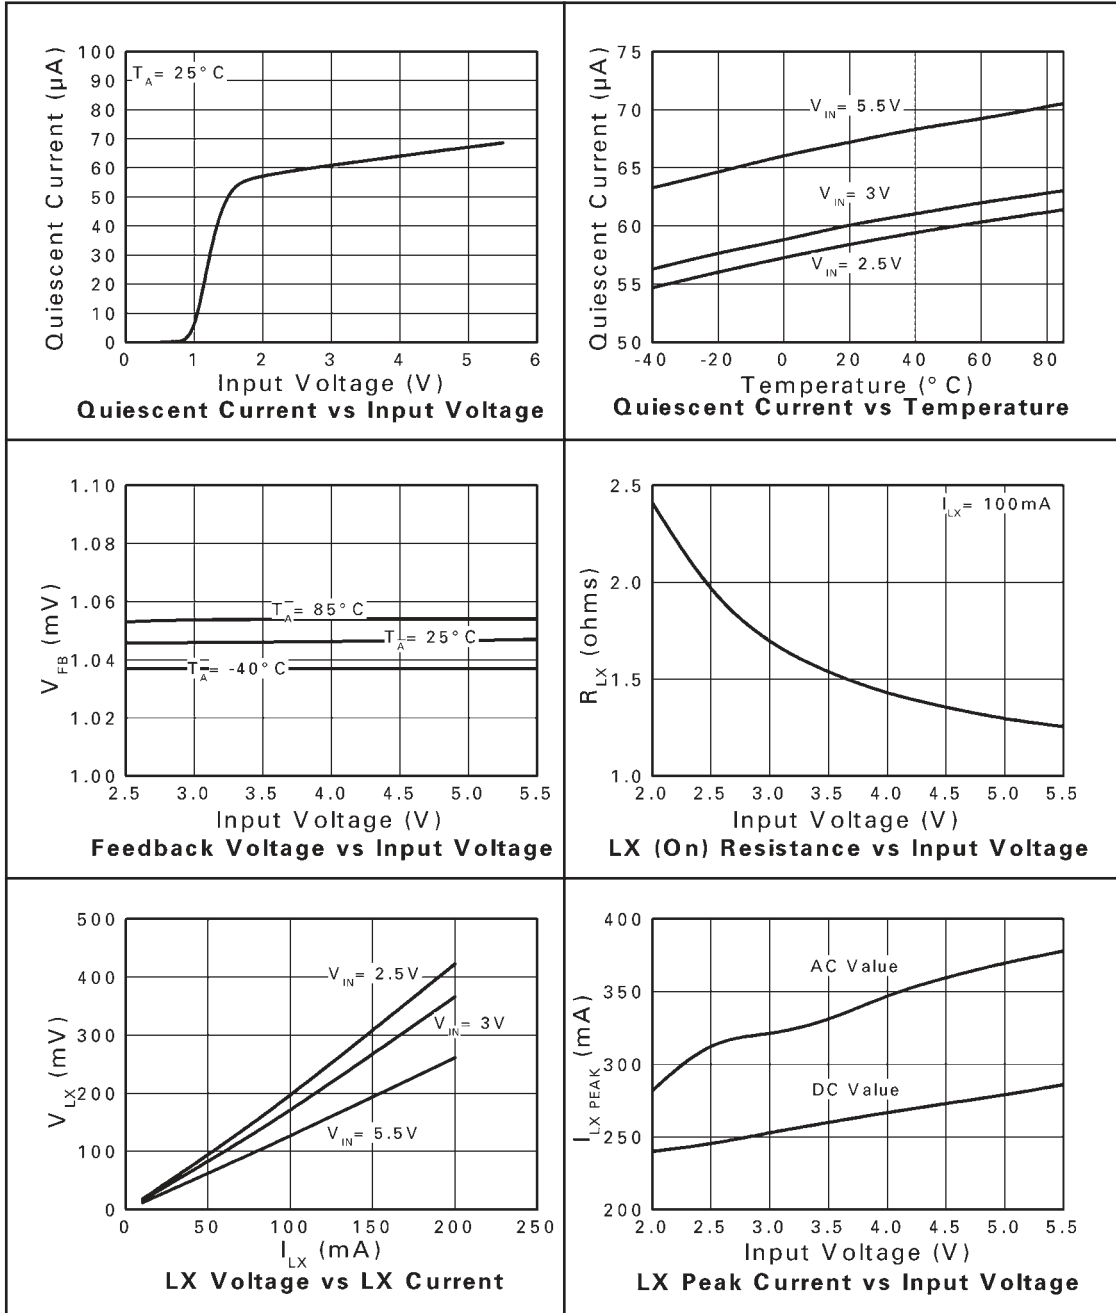 Quiescent Current (µA)
100
90
80
70
60
50
40
30
20
10
0
T_A= 25°C
0 1 2 3 4 5 6
Input Voltage (V)
Quiescent Current vs Input Voltage
Quiescent Current (µA)
75
70
65
60
55
50
V_IN= 5.5V
V_IN= 3V
V_IN= 2.5V
-40 -20 0 20 40 60 80
Temperature (°C)
Quiescent Current vs Temperature
V_FB (mV)
1.10
1.08
1.06
1.04
1.02
1.00
T_A= 85°C
T_A= 25°C
T_A= -40°C
2.5 3.0 3.5 4.0 4.5 5.0 5.5
Input Voltage (V)
Feedback Voltage vs Input Voltage
R_LX (ohms)
2.5
2.0
1.5
1.0
I_LX= 100mA
2.0 2.5 3.0 3.5 4.0 4.5 5.0 5.5
Input Voltage (V)
LX (On) Resistance vs Input Voltage
V_LX (mV)
500
400
300
200
100
0
V_IN= 2.5V
V_IN= 3V
V_IN= 5.5V
0 50 100 150 200 250
I_LX (mA)
LX Voltage vs LX Current
I_LX PEAK (mA)
400
350
300
250
200
AC Value
DC Value
2.0 2.5 3.0 3.5 4.0 4.5 5.0 5.5
Input Voltage (V)
LX Peak Current vs Input Voltage